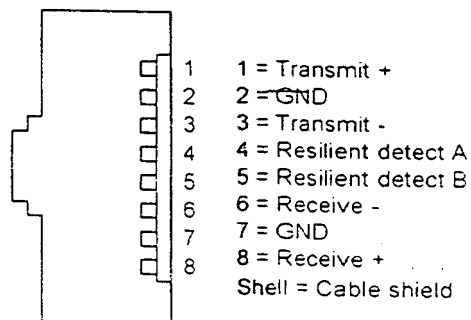 1 1 = Transmit +
2 2 = GND
3 3 = Transmit -
4 4 = Resilient detect A
5 5 = Resilient detect B
6 6 = Receive -
7 7 = GND
8 8 = Receive +
Shell = Cable shield